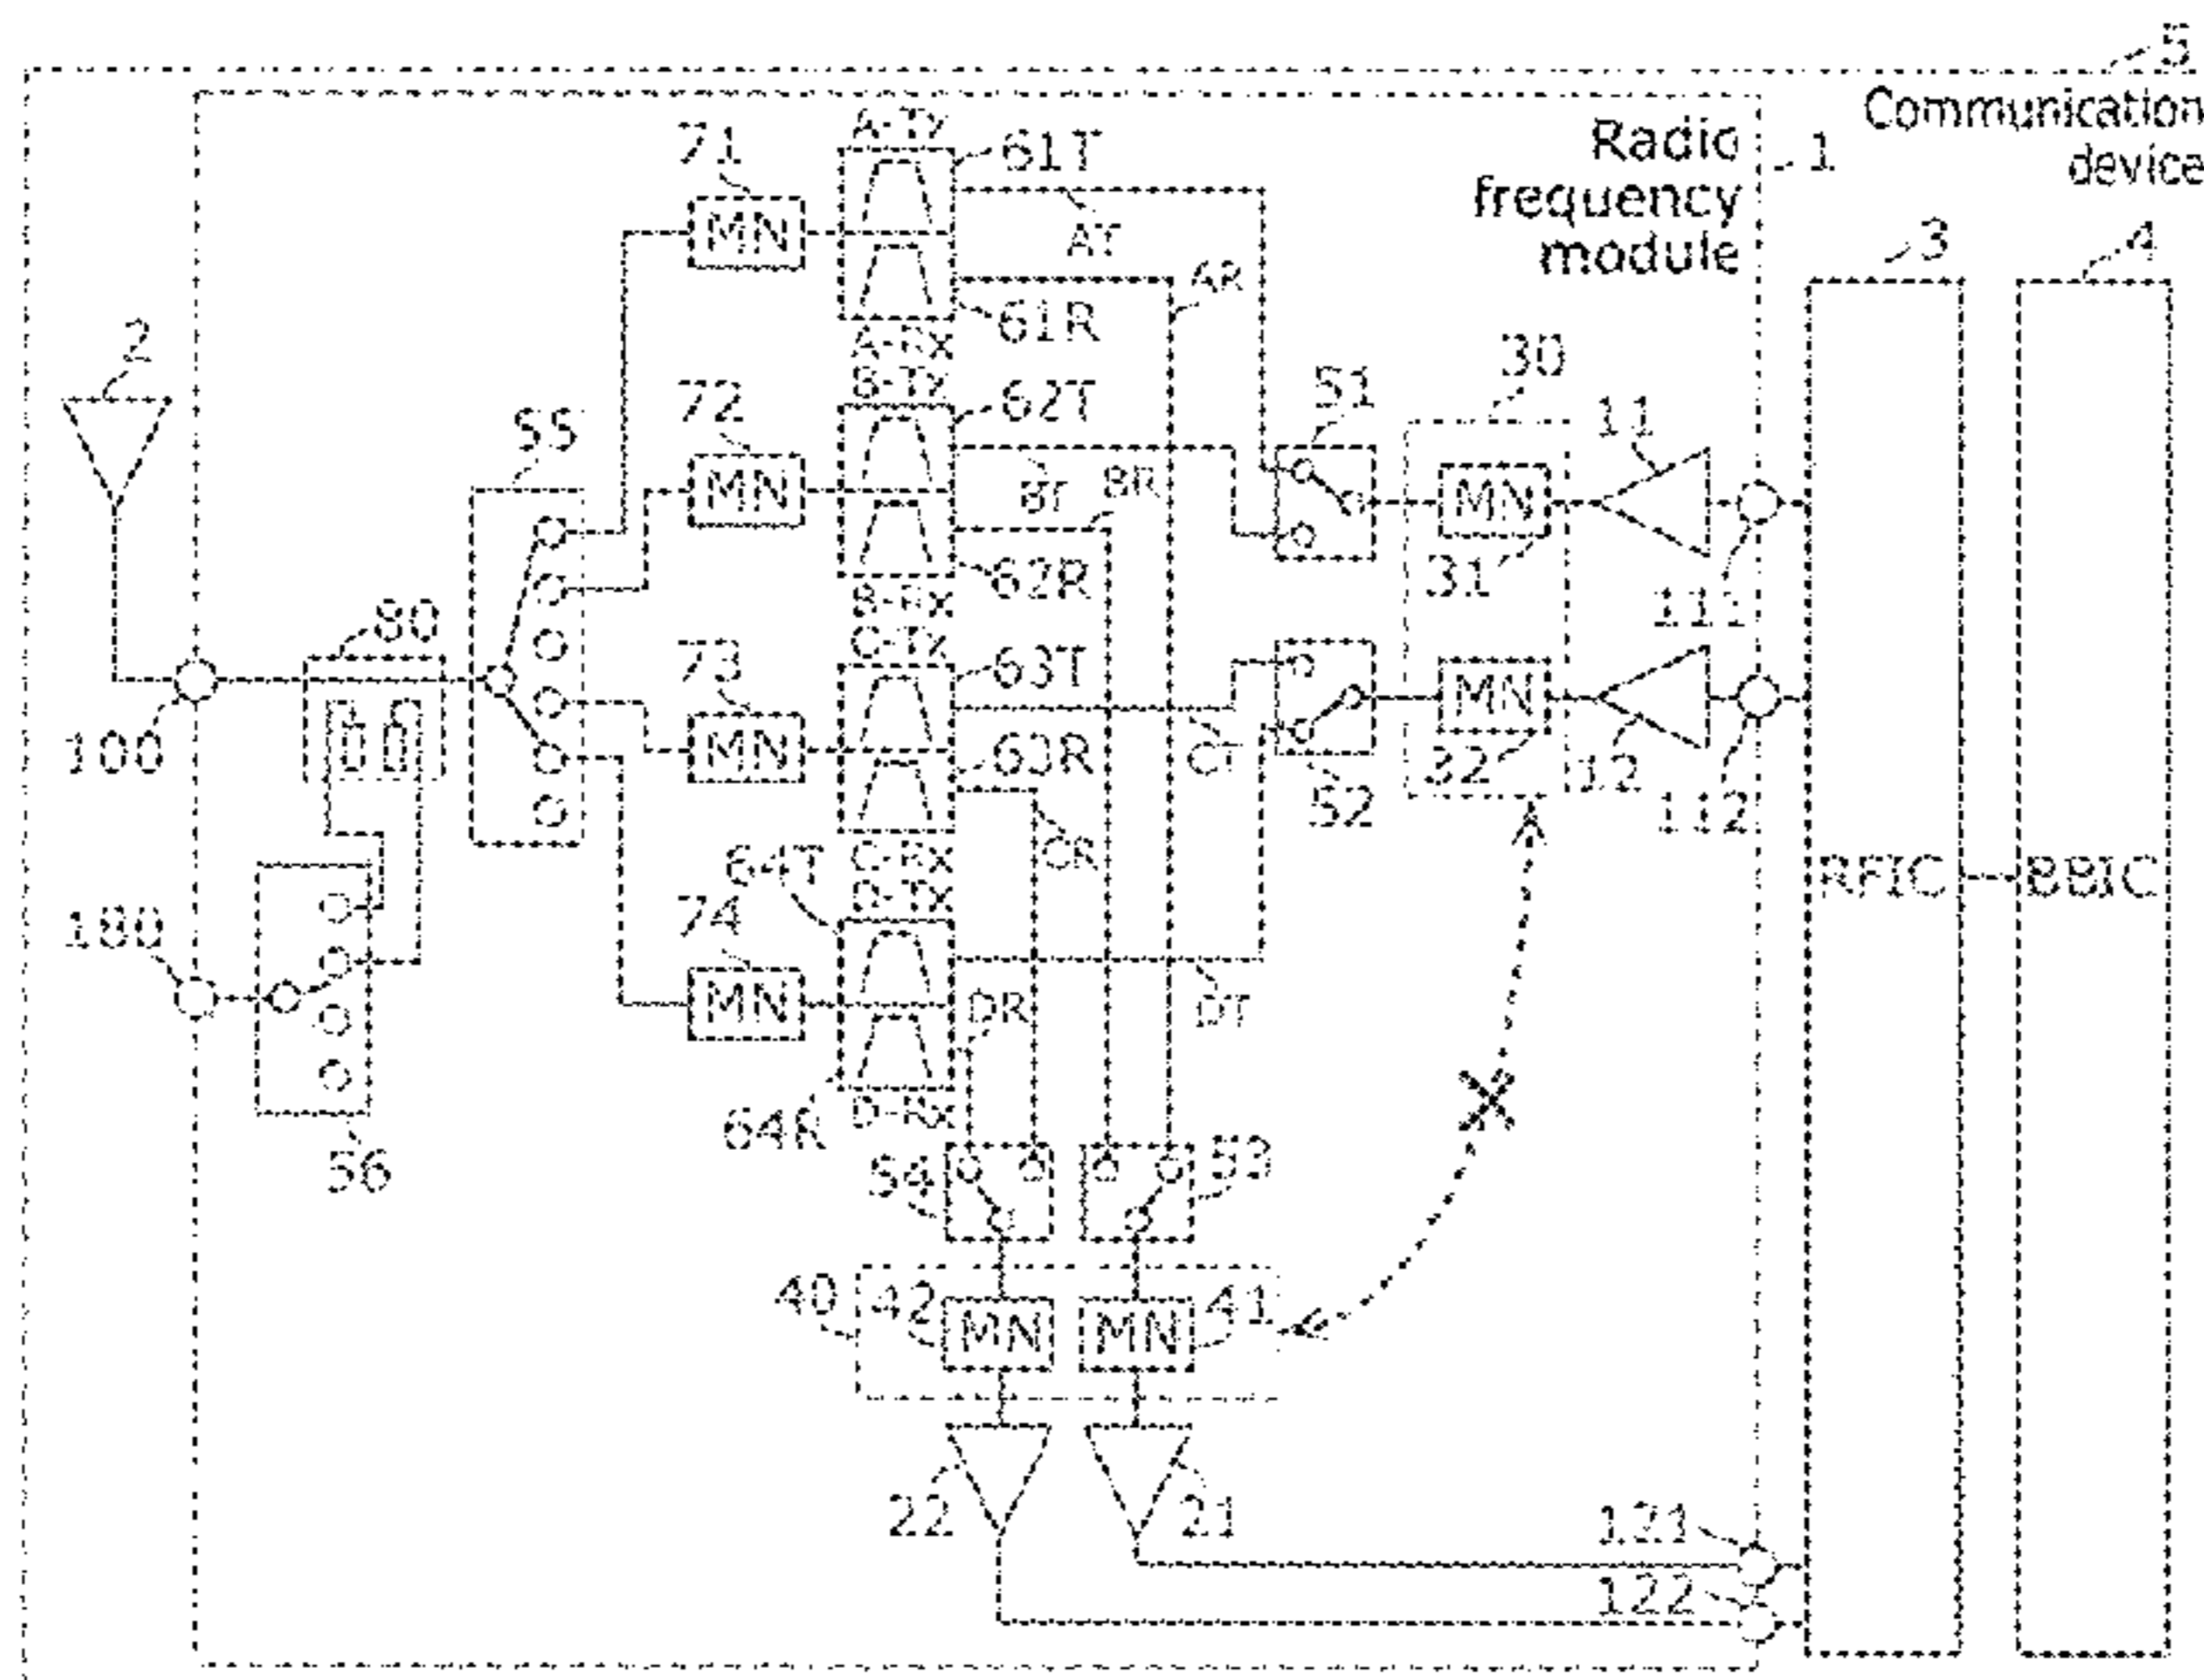 5
Communication
device
Radio
frequency
module
1
3
4
2
71
A-Tx
61T
AT
AR
61R
A-Rx
B-Tx
72
62T
MN
MN
BT
BR
62R
B-Rx
C-Tx
55
51
30
11
MN
31
111
80
100
73
63T
MN
63R
CT
CR
52
MN
32
12
112
180
56
64T
C-Rx
D-Tx
74
MN
DR
DT
64R
D-Rx
RFIC
BBIC
54
53
40
42
MN
MN
41
22
21
121
122